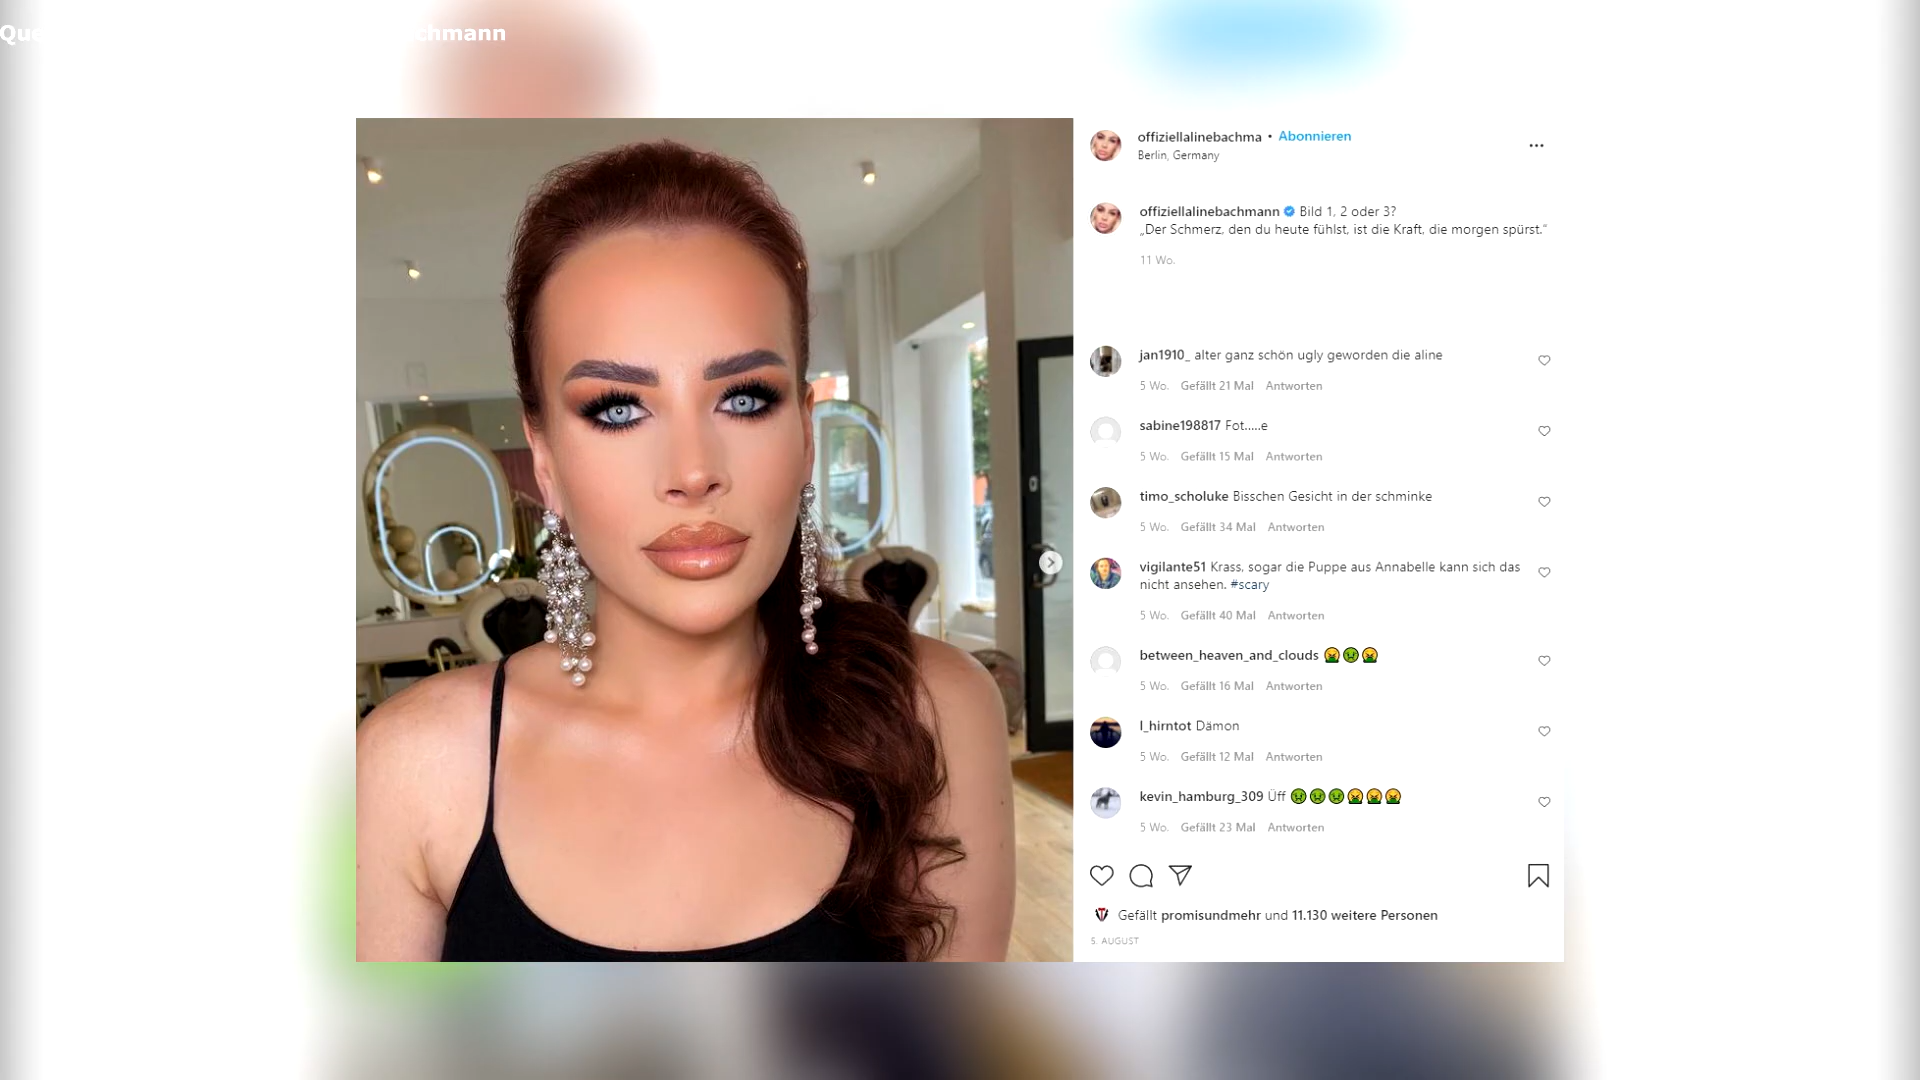 Que chmann
offiziellalinebachma • Abonnieren
Berlin, Germany
offiziellalinebachmann Bild 1, 2 oder 3?
„Der Schmerz, den du heute fühlst, ist die Kraft, die morgen spürst.“
11 Wo.
jan1910_ alter ganz schön ugly geworden die aline
5 Wo. Gefällt 21 Mal Antworten
sabine198817 Fot.....e
5 Wo. Gefällt 15 Mal Antworten
timo_scholuke Bisschen Gesicht in der schminke
5 Wo. Gefällt 34 Mal Antworten
vigilante51 Krass, sogar die Puppe aus Annabelle kann sich das
nicht ansehen. #scary
5 Wo. Gefällt 40 Mal Antworten
between_heaven_and_clouds 🤮🤢🤮
5 Wo. Gefällt 16 Mal Antworten
l_hirntot Dämon
5 Wo. Gefällt 12 Mal Antworten
kevin_hamburg_309 Üff 🤢🤢🤢🤮🤮🤮
5 Wo. Gefällt 23 Mal Antworten
Gefällt promisundmehr und 11.130 weitere Personen
5. AUGUST